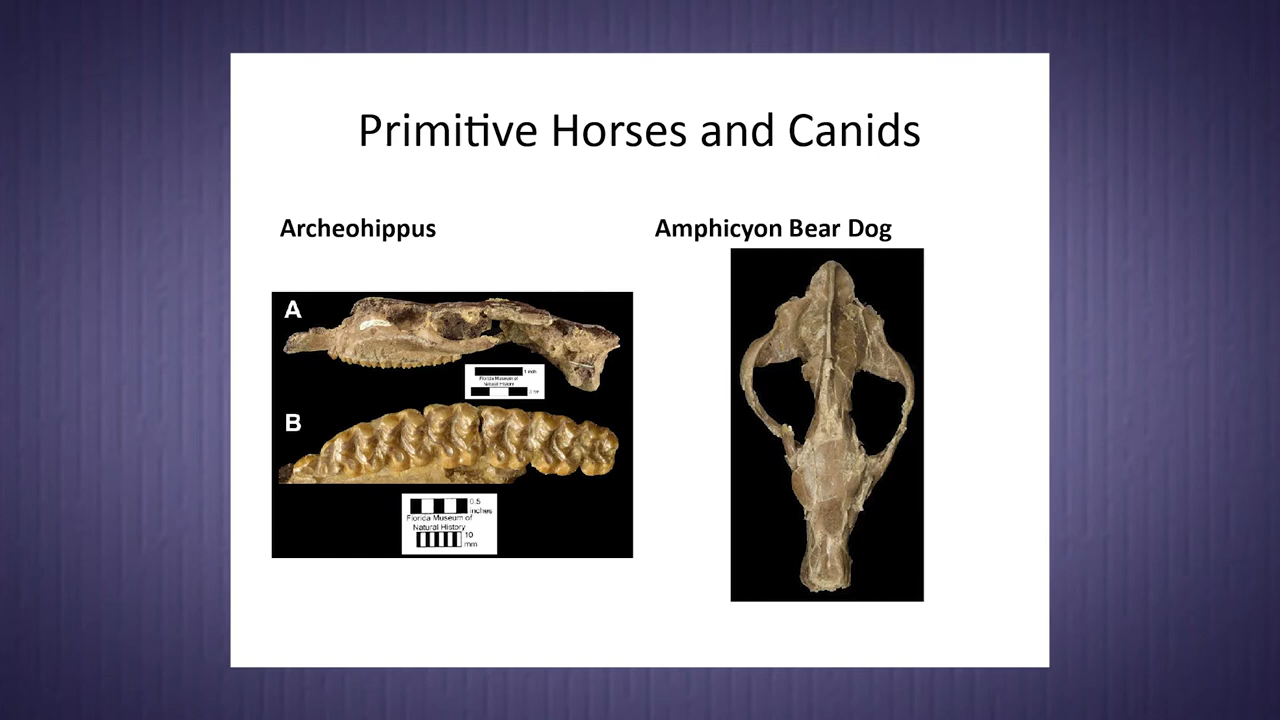 Primitive Horses and Canids
Archeohippus
Amphicyon Bear Dog
A
1 inch
Florida Museum of
Natural History
B
0.5
inches
Florida Museum of
Natural History
10
mm